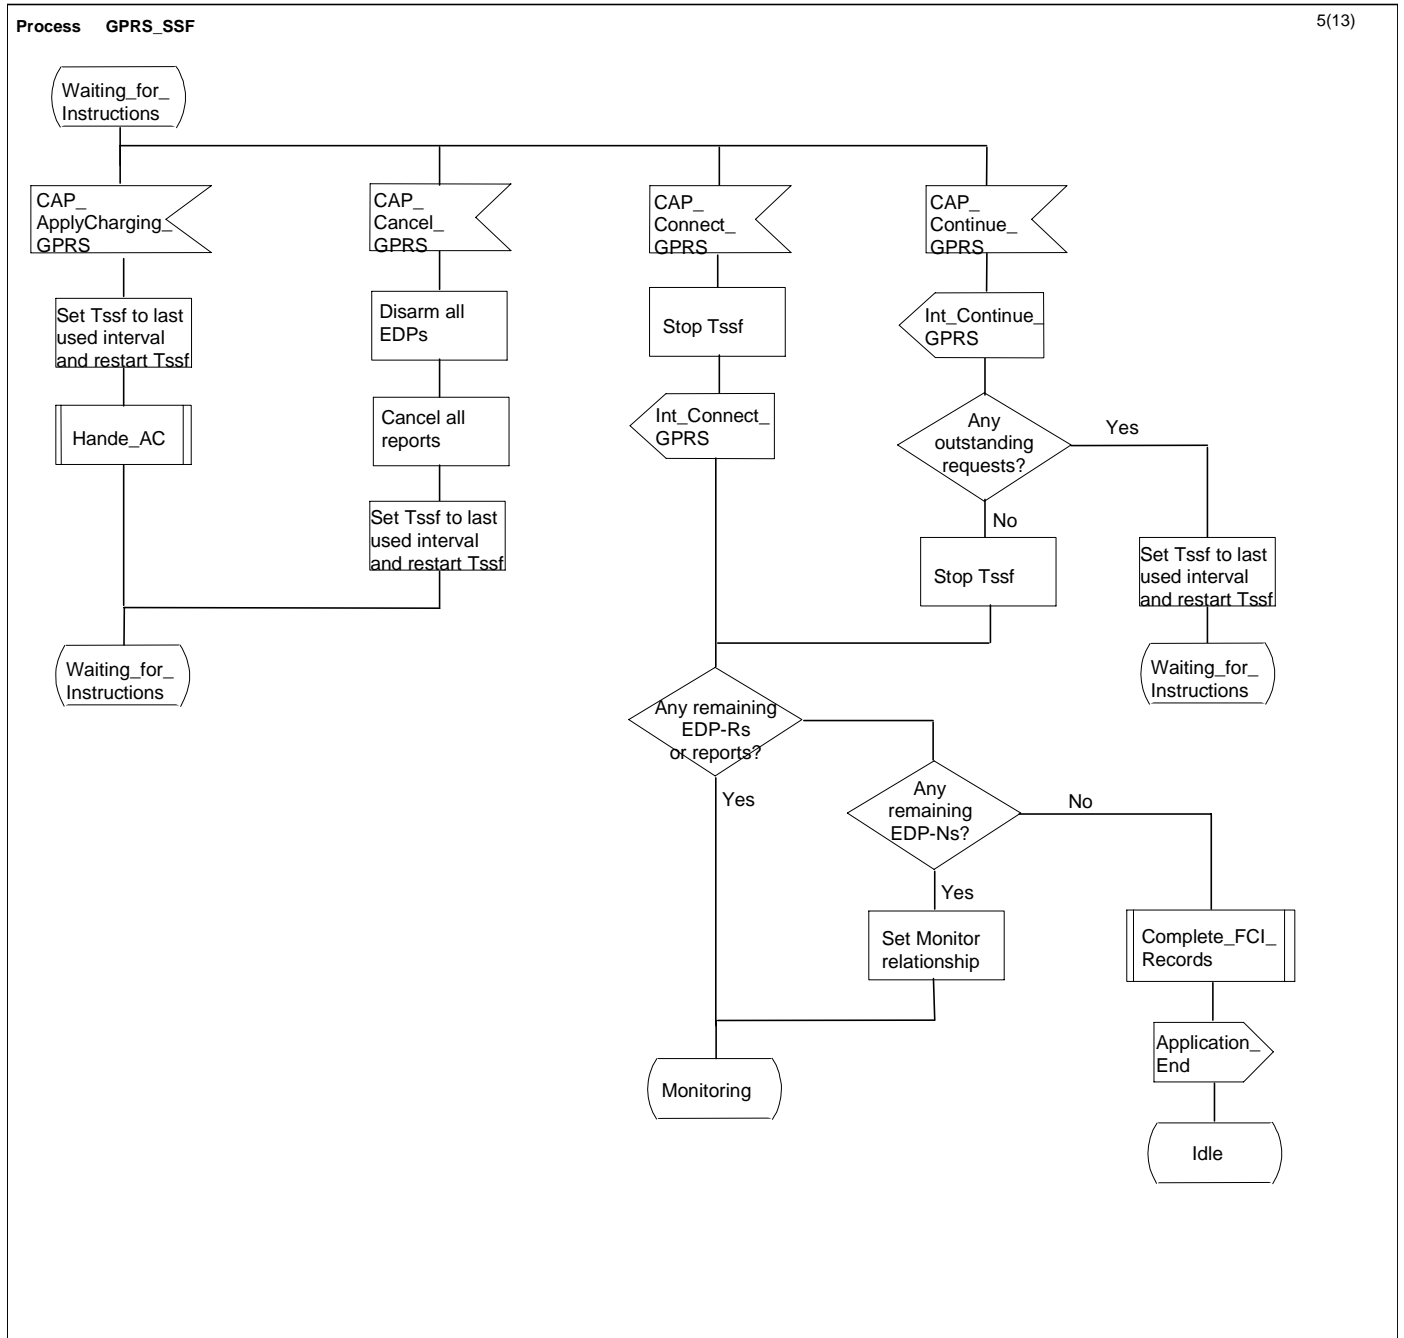 Process GPRS_SSF
5(13)
Waiting_for_
Instructions
CAP_
ApplyCharging_
GPRS
CAP_
Cancel_
GPRS
CAP_
Connect_
GPRS
CAP_
Continue_
GPRS
Set Tssf to last
used interval
and restart Tssf
Disarm all
EDPs
Stop Tssf
Int_Continue_
GPRS
Hande_AC
Cancel all
reports
Int_Connect_
GPRS
Any
outstanding
requests?
Yes
No
Set Tssf to last
used interval
and restart Tssf
Stop Tssf
Set Tssf to last
used interval
and restart Tssf
Waiting_for_
Instructions
Waiting_for_
Instructions
Any remaining
EDP-Rs
or reports?
Yes
Any
remaining
EDP-Ns?
No
Yes
Set Monitor
relationship
Complete_FCI_
Records
Application_
End
Monitoring
Idle